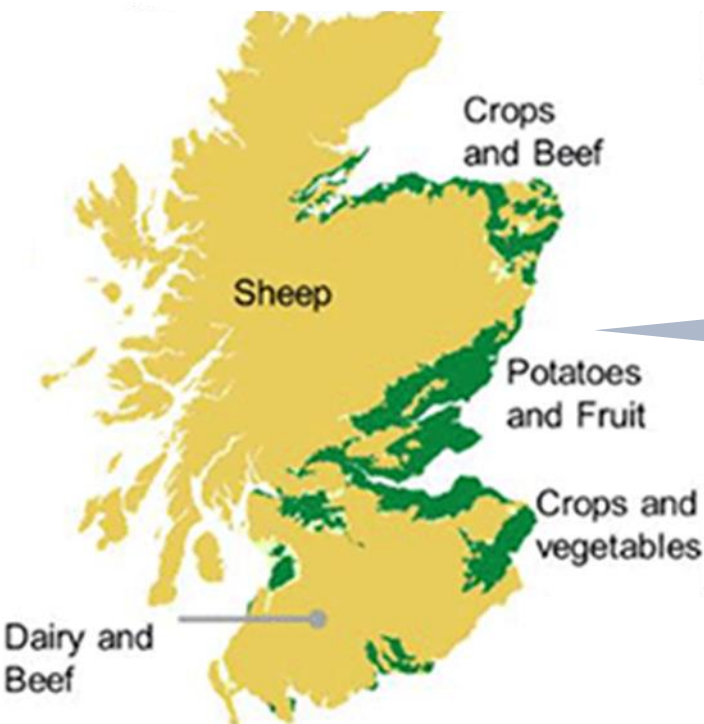 Crops
and Beef
Sheep
Potatoes
and Fruit
Crops and
vegetables
Dairy and
Beef